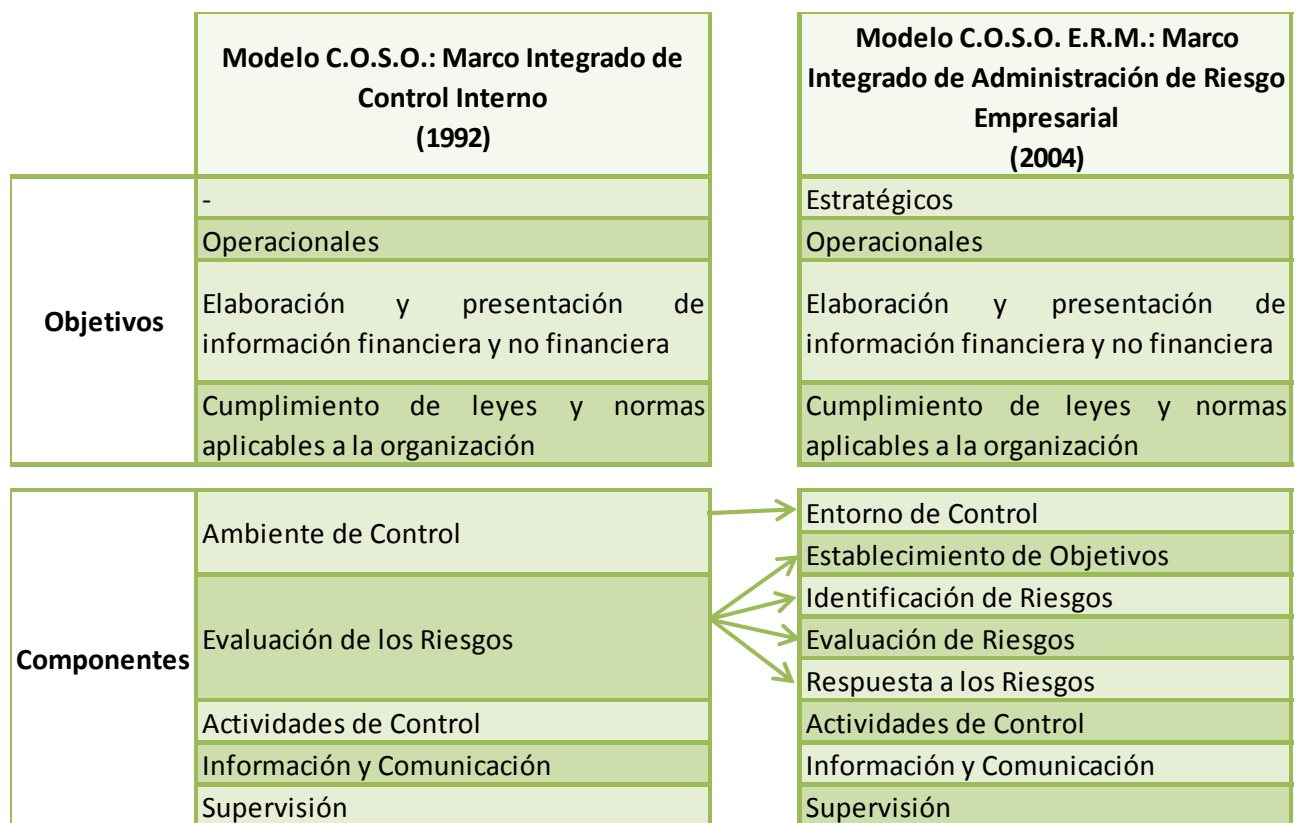 Modelo C.O.S.O.: Marco Integrado de
Control Interno
(1992)
Modelo C.O.S.O. E.R.M.: Marco
Integrado de Administración de Riesgo
Empresarial
(2004)
Objetivos
-
Operacionales
Elaboración y presentación de
información financiera y no financiera
Cumplimiento de leyes y normas
aplicables a la organización
Estratégicos
Operacionales
Elaboración y presentación de
información financiera y no financiera
Cumplimiento de leyes y normas
aplicables a la organización
Componentes
Ambiente de Control
Evaluación de los Riesgos
Actividades de Control
Información y Comunicación
Supervisión
Entorno de Control
Establecimiento de Objetivos
Identificación de Riesgos
Evaluación de Riesgos
Respuesta a los Riesgos
Actividades de Control
Información y Comunicación
Supervisión